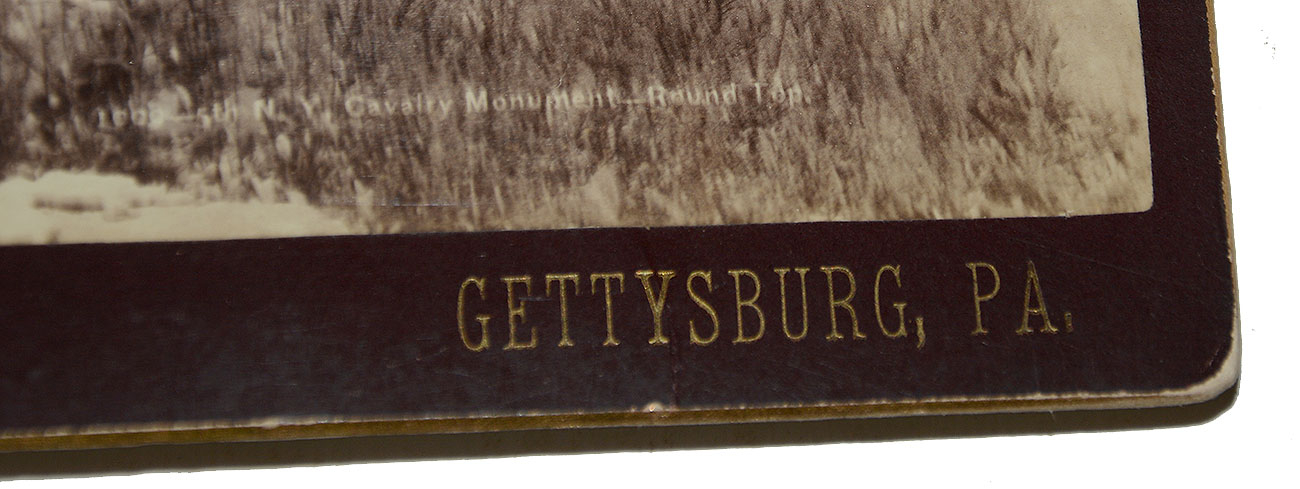 N. Y. Cavalry Monument—Round Top.
GETTYSBURG, PA.